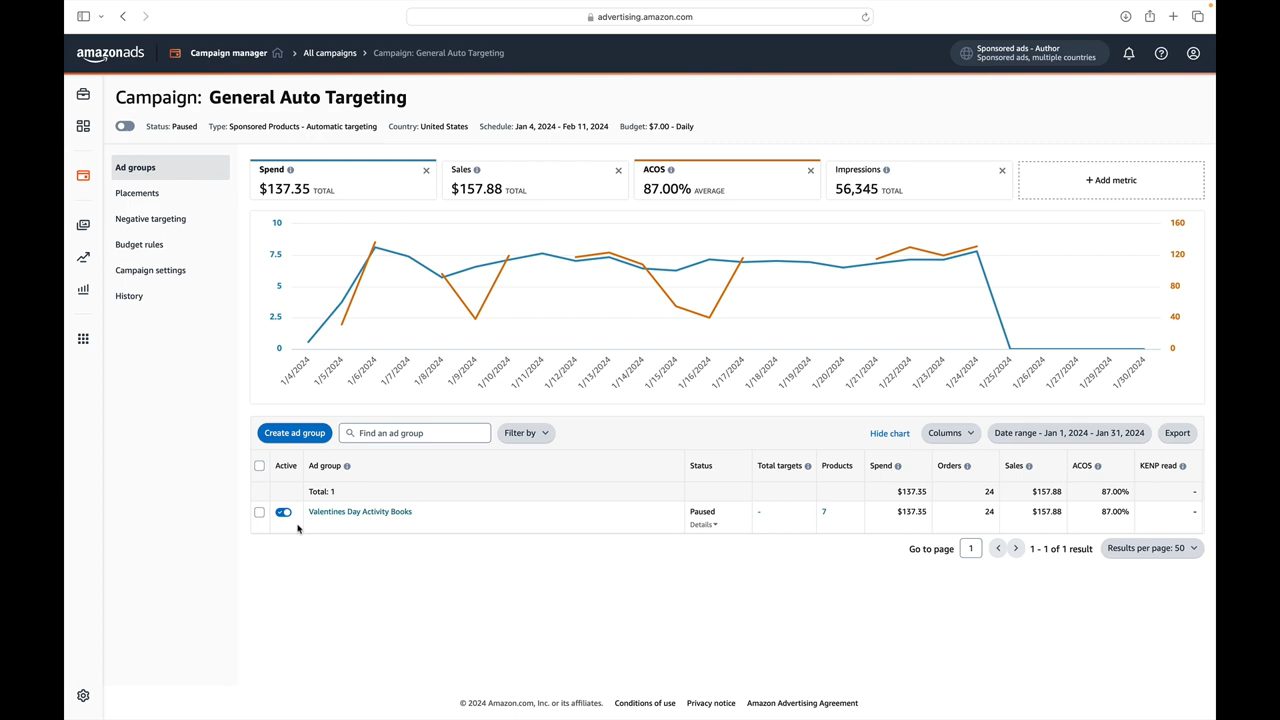 advertising.amazon.com
amazonads
Campaign manager > All campaigns > Campaign: General Auto Targeting
Sponsored ads - Author
Sponsored ads, multiple countries
Campaign: General Auto Targeting
Status: Paused Type: Sponsored Products - Automatic targeting Country: United States Schedule: Jan 4, 2024 - Feb 11, 2024 Budget: $7.00 - Daily
Ad groups
Placements
Negative targeting
Budget rules
Campaign settings
History
Spend
$137.35 TOTAL
Sales
$157.88 TOTAL
ACOS
87.00% AVERAGE
Impressions
56,345 TOTAL
+ Add metric
10
7.5
5
2.5
0
160
120
80
40
0
1/4/2024
1/5/2024
1/6/2024
1/7/2024
1/8/2024
1/9/2024
1/10/2024
1/11/2024
1/12/2024
1/13/2024
1/14/2024
1/15/2024
1/16/2024
1/17/2024
1/18/2024
1/19/2024
1/20/2024
1/21/2024
1/22/2024
1/23/2024
1/24/2024
1/25/2024
1/26/2024
1/27/2024
1/29/2024
1/30/2024
Create ad group Find an ad group Filter by Hide chart Columns Date range - Jan 1, 2024 - Jan 31, 2024 Export
Active Ad group Status Total targets Products Spend Orders Sales ACOS KENP read
Total: 1 $137.35 24 $157.88 87.00% -
Valentines Day Activity Books Paused - 7 $137.35 24 $157.88 87.00% -
Details
Go to page 1 1 - 1 of 1 result Results per page: 50
© 2024 Amazon.com, Inc. or its affiliates. Conditions of use Privacy notice Amazon Advertising Agreement